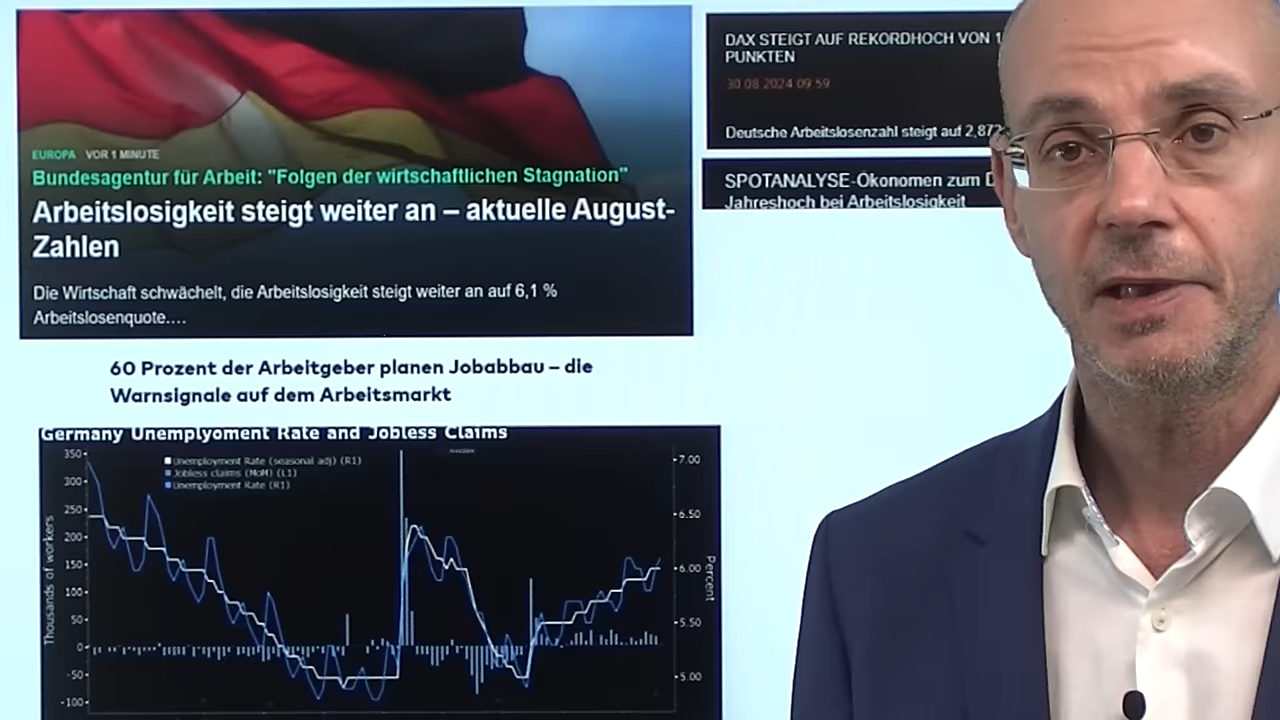 EUROPA VOR 1 MINUTE
Bundesagentur für Arbeit: "Folgen der wirtschaftlichen Stagnation"
Arbeitslosigkeit steigt weiter an – aktuelle August-
Zahlen
Die Wirtschaft schwächelt, die Arbeitslosigkeit steigt weiter an auf 6,1 %
Arbeitslosenquote....
DAX STEIGT AUF REKORDHOCH VON 1
PUNKTEN
30 08 2024 09 59
Deutsche Arbeitslosenzahl steigt auf 2,872
SPOTANALYSE-Ökonomen zum
Jahreshoch bei Arbeitslosigkeit
60 Prozent der Arbeitgeber planen Jobabbau – die
Warnsignale auf dem Arbeitsmarkt
Germany Unemplyoment Rate and Jobless Claims
Unemployment Rate (seasonal adj) (R1)
Jobless claims (MoM) (L1)
Unemployment Rate (R1)
350
300
250
200
150
100
50
0
-50
-100
Thousands of workers
7.00
6.50
6.00
5.50
5.00
Percent